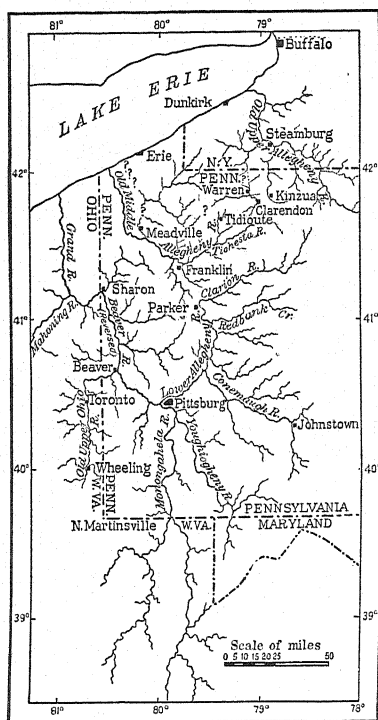 81°
80°
79°
Buffalo
LAKE ERIE
Dunkirk
Old Upper Allegheny R.
Steamburg
Erie
N.Y.
42°
42°
PENN.
?
?
?
Old Middle
Warren
Kinzua
Clarendon
PENN
OHIO
Tidioute
Meadville
Allegheny R.
Tionesta R.
Grand R.
Franklin
Sharon
Clarion R.
Parker
Mahoning R.
Beaver R.
(Reversed)
Redbunk Cr.
41°
41°
Lower Allegheny
Beaver
Conemaugh R.
Toronto
Pittsburg
Old Upper Ohio R.
Johnstown
Monongahela R.
Youghiogheny R.
40°
Wheeling
40°
PENN
W.VA.
PENNSYLVANIA
N. Martinsville
W.VA.
MARYLAND
39°
39°
Scale of miles
0 5 10 15 20 25 50
81°
80°
79°
78°